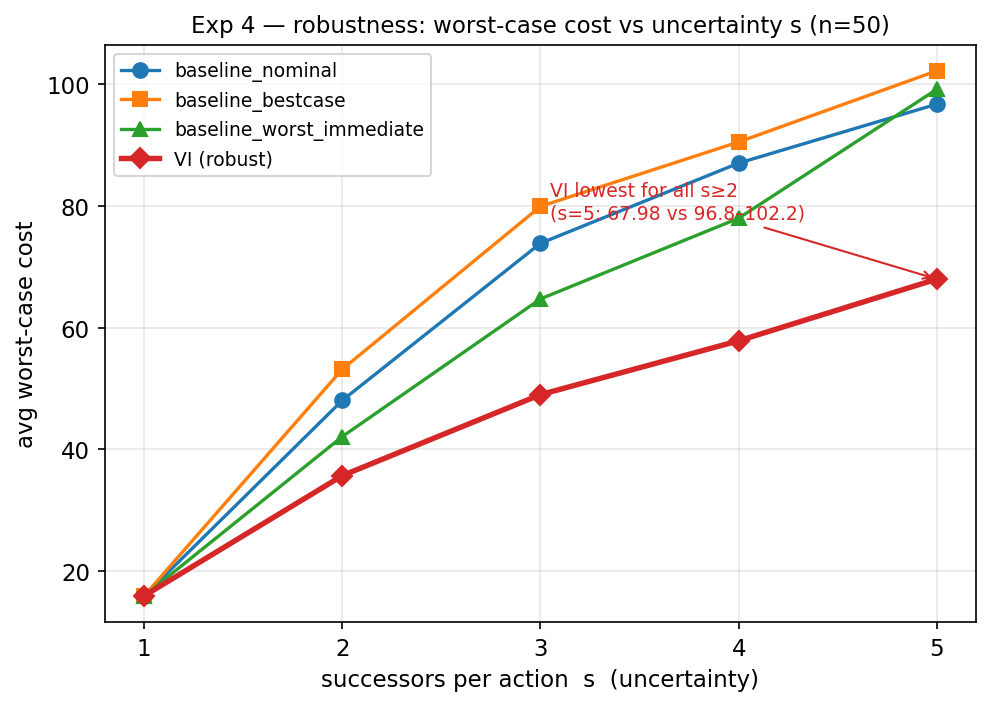 Exp 4 — robustness: worst-case cost vs uncertainty s (n=50)
baseline_nominal
baseline_bestcase
baseline_worst_immediate
VI (robust)
VI lowest for all s≥2
(s=5: 67.98 vs 96.8–102.2)
avg worst-case cost
100
80
60
40
20
1 2 3 4 5
successors per action s (uncertainty)